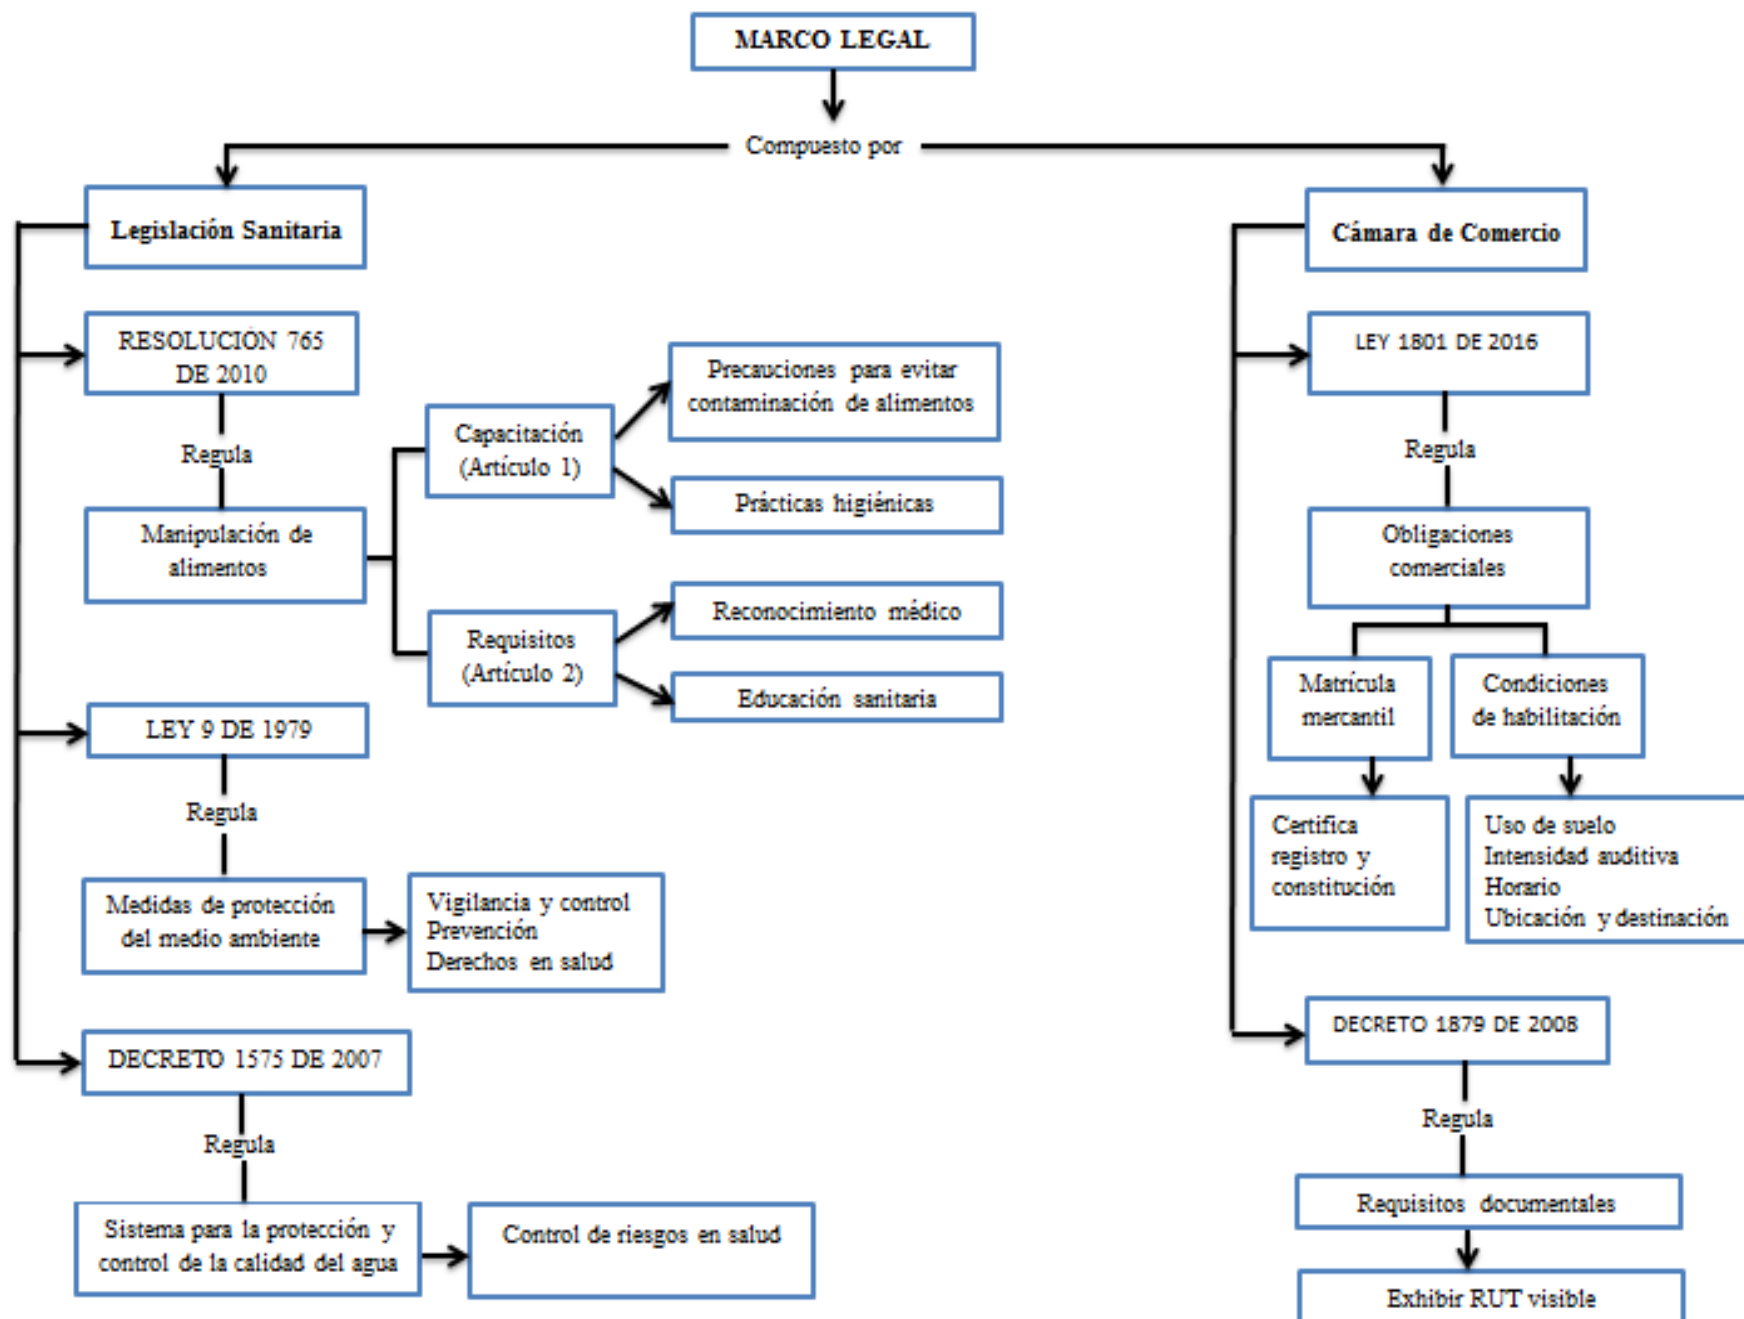 MARCO LEGAL
Compuesto por
Legislación Sanitaria
RESOLUCIÓN 765
DE 2010
Regula
Manipulación de
alimentos
Capacitación
(Artículo 1)
Precauciones para evitar
contaminación de alimentos
Prácticas higiénicas
Requisitos
(Artículo 2)
Reconocimiento médico
Educación sanitaria
LEY 9 DE 1979
Regula
Medidas de protección
del medio ambiente
Vigilancia y control
Prevención
Derechos en salud
DECRETO 1575 DE 2007
Regula
Sistema para la protección y
control de la calidad del agua
Control de riesgos en salud
Cámara de Comercio
LEY 1801 DE 2016
Regula
Obligaciones
comerciales
Matrícula
mercantil
Certifica
registro y
constitución
Condiciones
de habilitación
Uso de suelo
Intensidad auditiva
Horario
Ubicación y destinación
DECRETO 1879 DE 2008
Regula
Requisitos documentales
Exhibir RUT visible